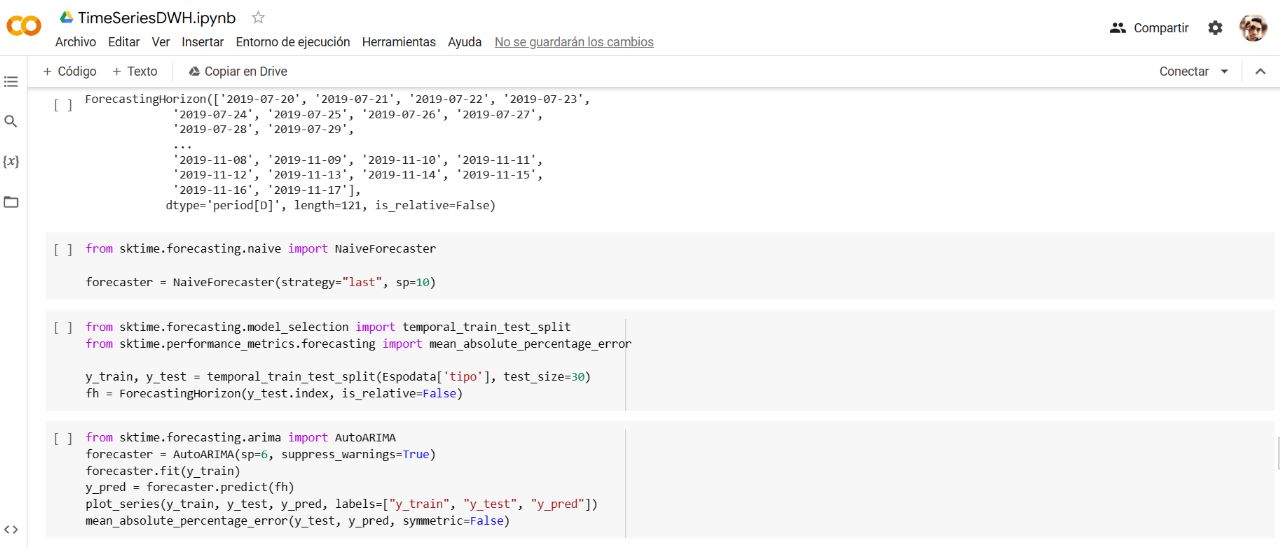 TimeSeriesDWH.ipynb
Archivo Editar Ver Insertar Entorno de ejecución Herramientas Ayuda No se guardarán los cambios
Compartir
+ Código + Texto Copiar en Drive
Conectar
[ ] ForecastingHorizon(['2019-07-20', '2019-07-21', '2019-07-22', '2019-07-23',
'2019-07-24', '2019-07-25', '2019-07-26', '2019-07-27',
'2019-07-28', '2019-07-29',
...
'2019-11-08', '2019-11-09', '2019-11-10', '2019-11-11',
'2019-11-12', '2019-11-13', '2019-11-14', '2019-11-15',
'2019-11-16', '2019-11-17'],
dtype='period[D]', length=121, is_relative=False)
[ ] from sktime.forecasting.naive import NaiveForecaster
forecaster = NaiveForecaster(strategy="last", sp=10)
[ ] from sktime.forecasting.model_selection import temporal_train_test_split
from sktime.performance_metrics.forecasting import mean_absolute_percentage_error
y_train, y_test = temporal_train_test_split(Espodata['tipo'], test_size=30)
fh = ForecastingHorizon(y_test.index, is_relative=False)
[ ] from sktime.forecasting.arima import AutoARIMA
forecaster = AutoARIMA(sp=6, suppress_warnings=True)
forecaster.fit(y_train)
y_pred = forecaster.predict(fh)
plot_series(y_train, y_test, y_pred, labels=["y_train", "y_test", "y_pred"])
mean_absolute_percentage_error(y_test, y_pred, symmetric=False)
{x}
<>